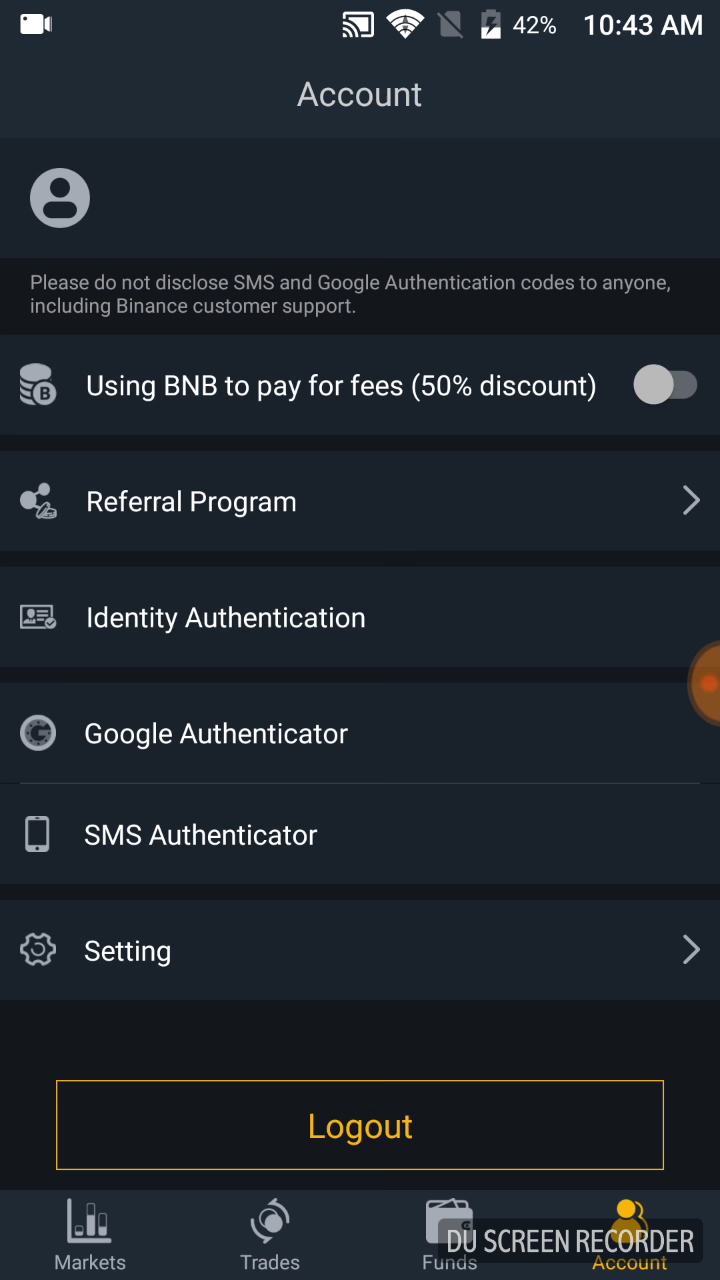 42% 10:43 AM
Account
Please do not disclose SMS and Google Authentication codes to anyone,
including Binance customer support.
Using BNB to pay for fees (50% discount)
Referral Program
Identity Authentication
Google Authenticator
SMS Authenticator
Setting
Logout
DU SCREEN RECORDER
Markets Trades Funds Account